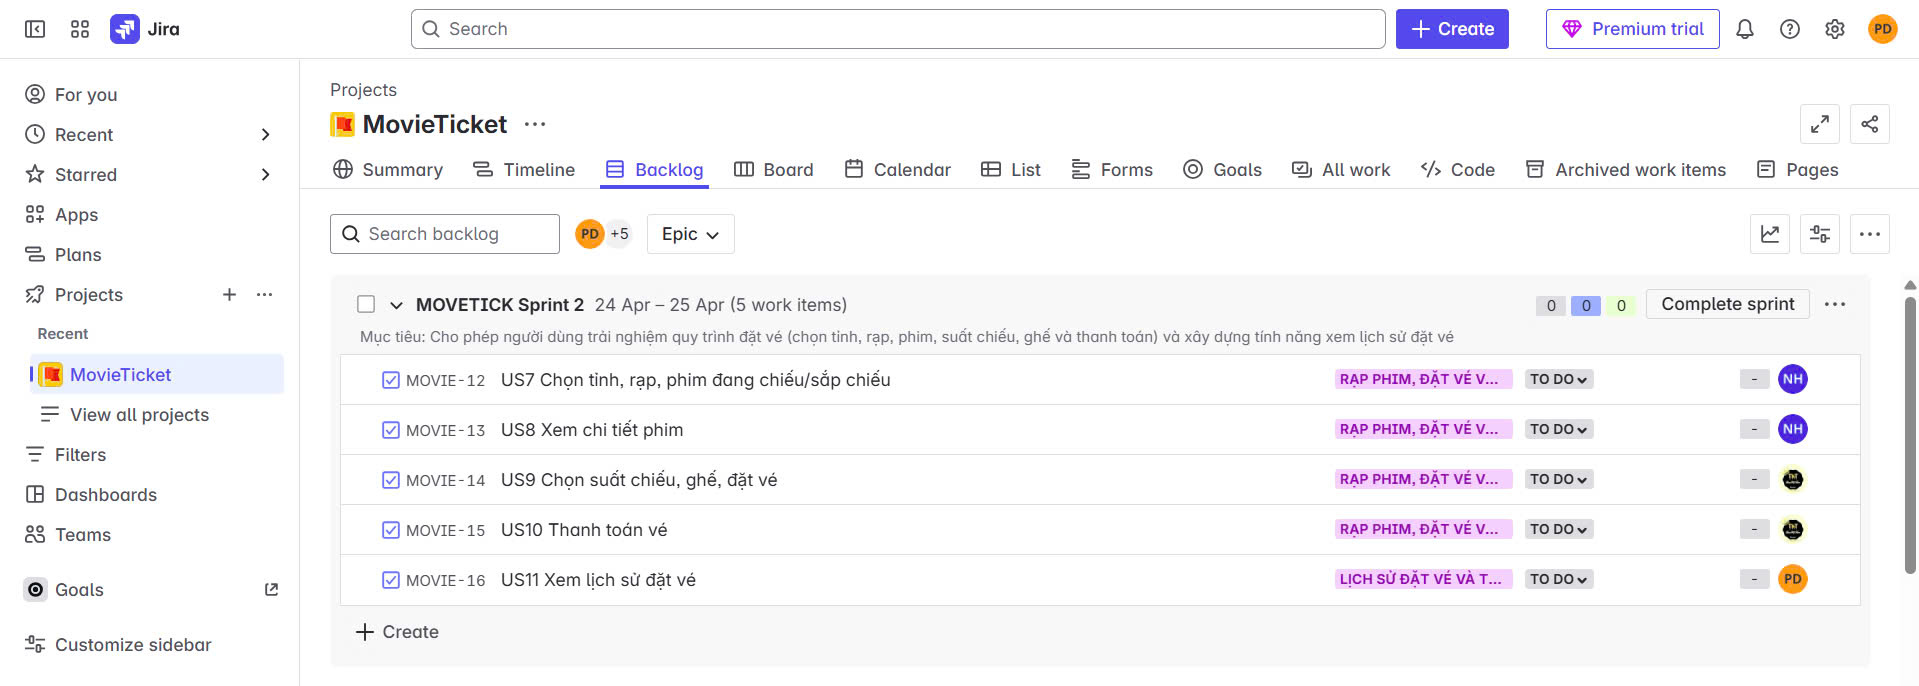 Jira
Search
Create
Premium trial
PD
For you
Recent
Starred
Apps
Plans
Projects
Recent
MovieTicket
View all projects
Filters
Dashboards
Teams
Goals
Customize sidebar
Projects
MovieTicket
Summary Timeline Backlog Board Calendar List Forms Goals All work Code Archived work items Pages
Search backlog PD +5 Epic
MOVETICK Sprint 2 24 Apr – 25 Apr (5 work items) 0 0 0 Complete sprint
Mục tiêu: Cho phép người dùng trải nghiệm quy trình đặt vé (chọn tỉnh, rạp, phim, suất chiếu, ghế và thanh toán) và xây dựng tính năng xem lịch sử đặt vé
MOVIE-12 US7 Chọn tỉnh, rạp, phim đang chiếu/sắp chiếu RẠP PHIM, ĐẶT VÉ V... TO DO - NH
MOVIE-13 US8 Xem chi tiết phim RẠP PHIM, ĐẶT VÉ V... TO DO - NH
MOVIE-14 US9 Chọn suất chiếu, ghế, đặt vé RẠP PHIM, ĐẶT VÉ V... TO DO -
MOVIE-15 US10 Thanh toán vé RẠP PHIM, ĐẶT VÉ V... TO DO -
MOVIE-16 US11 Xem lịch sử đặt vé LỊCH SỬ ĐẶT VÉ VÀ T... TO DO - PD
Create